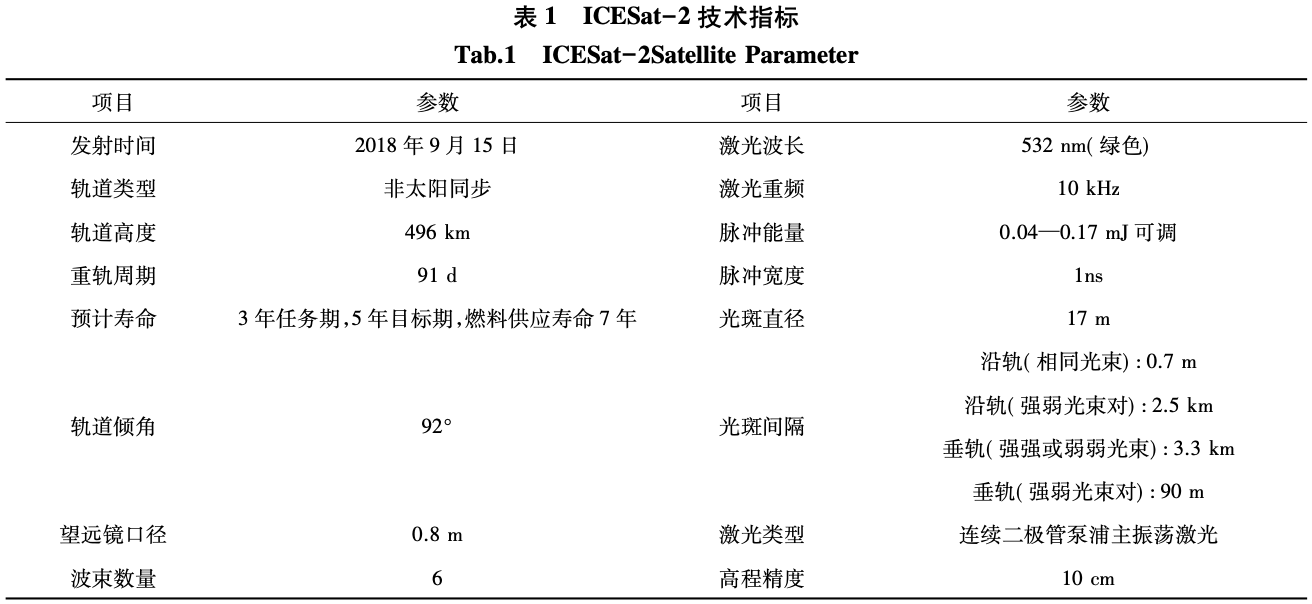 表 1 ICESat-2 技术指标
Tab.1 ICESat-2Satellite Parameter
项目 参数 项目 参数
发射时间 2018 年 9 月 15 日 激光波长 532 nm( 绿色)
轨道类型 非太阳同步 激光重频 10 kHz
轨道高度 496 km 脉冲能量 0.04—0.17 mJ 可调
重轨周期 91 d 脉冲宽度 1ns
预计寿命 3 年任务期,5 年目标期,燃料供应寿命 7 年 光斑直径 17 m
沿轨( 相同光束) : 0.7 m
沿轨( 强弱光束对) : 2.5 km
轨道倾角 92° 光斑间隔
垂轨( 强强或弱弱光束) : 3.3 km
垂轨( 强弱光束对) : 90 m
望远镜口径 0.8 m 激光类型 连续二极管泵浦主振荡激光
波束数量 6 高程精度 10 cm